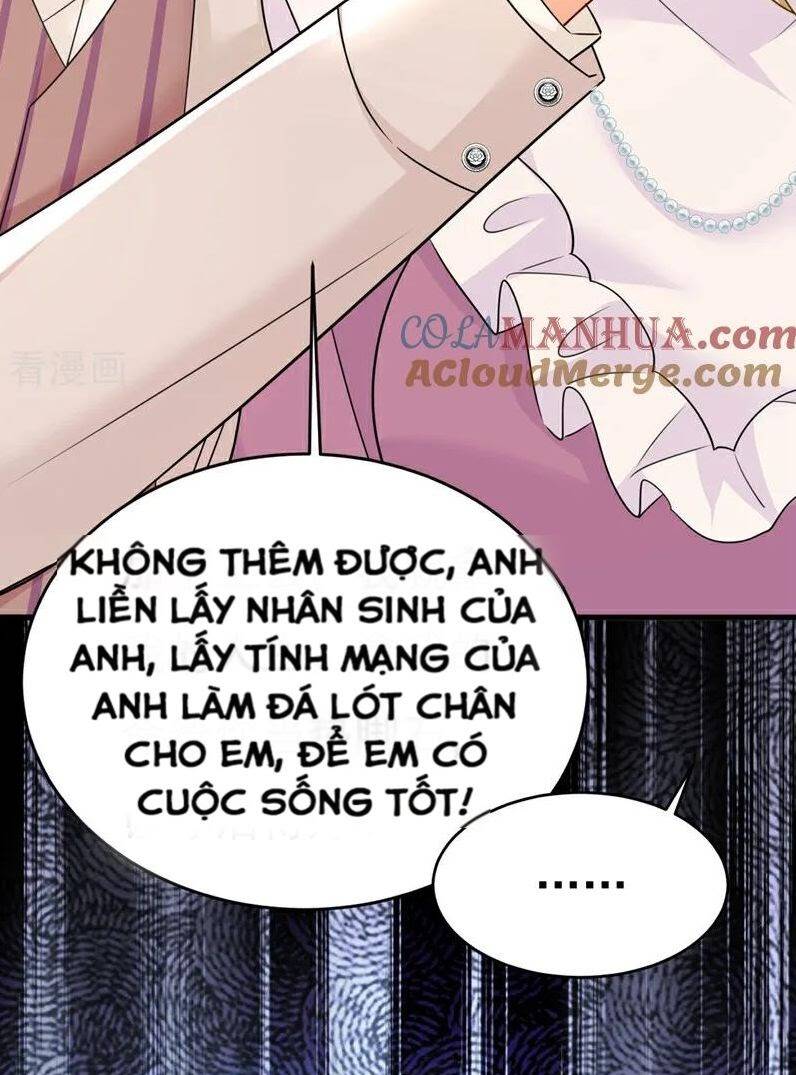 COLAMANHUA.com
ACloudMerge.com
看漫画
KHÔNG THÊM ĐƯỢC, ANH
LIỀN LẤY NHÂN SINH CỦA
ANH, LẤY TÍNH MẠNG CỦA
ANH LÀM ĐÁ LÓT CHÂN
CHO EM, ĐỂ EM CÓ
CUỘC SỐNG TỐT!
......